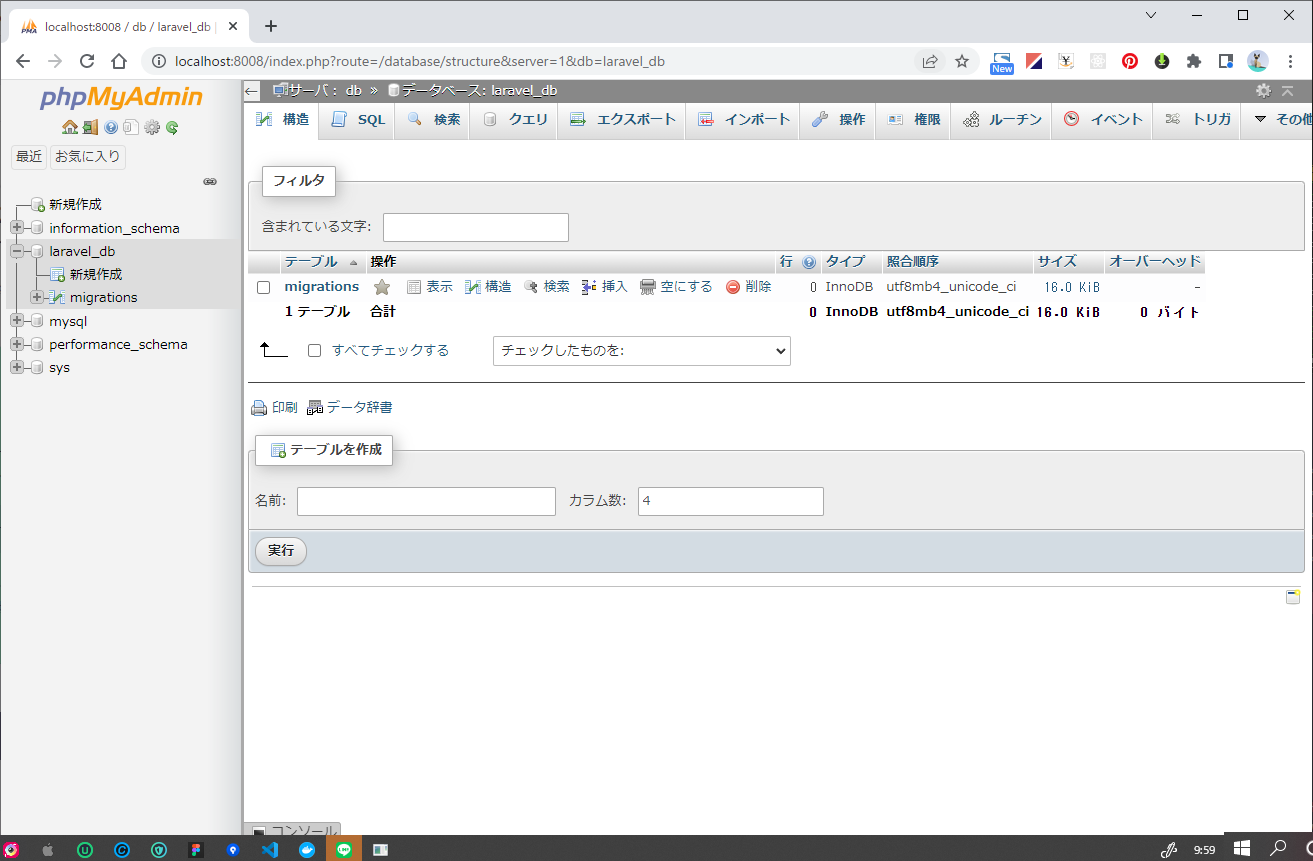 localhost:8008 / db / laravel_db |
localhost:8008/index.php?route=/database/structure&server=1&db=laravel_db
New
phpMyAdmin
最近 お気に入り
新規作成
information_schema
laravel_db
新規作成
migrations
mysql
performance_schema
sys
サーバ: db » データベース: laravel_db
構造 SQL 検索 クエリ エクスポート インポート 操作 権限 ルーチン イベント トリガ その他
フィルタ
含まれている文字:
テーブル 操作 行 タイプ 照合順序 サイズ オーバーヘッド
migrations 表示 構造 検索 挿入 空にする 削除 0 InnoDB utf8mb4_unicode_ci 16.0 KiB -
1 テーブル 合計 0 InnoDB utf8mb4_unicode_ci 16.0 KiB 0 バイト
すべてチェックする チェックしたものを:
印刷 データ辞書
テーブルを作成
名前: カラム数: 4
実行
コンソール
9:59